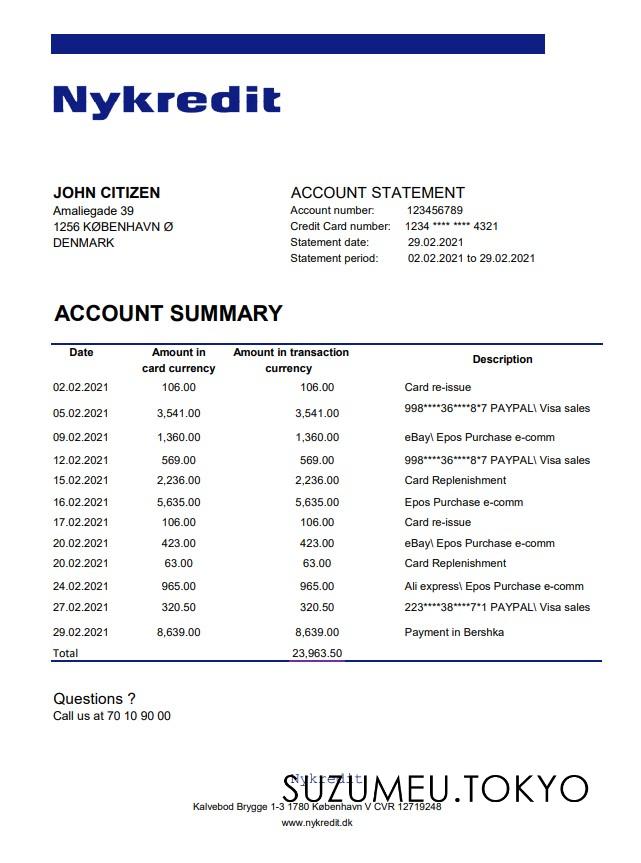 Nykredit
JOHN CITIZEN
Amaliegade 39
1256 KØBENHAVN Ø
DENMARK
ACCOUNT STATEMENT
Account number: 123456789
Credit Card number: 1234 **** **** 4321
Statement date: 29.02.2021
Statement period: 02.02.2021 to 29.02.2021
ACCOUNT SUMMARY
Date Amount in card currency Amount in transaction currency Description
02.02.2021 106.00 106.00 Card re-issue
05.02.2021 3,541.00 3,541.00 998****36****8*7 PAYPAL\ Visa sales
09.02.2021 1,360.00 1,360.00 eBay\ Epos Purchase e-comm
12.02.2021 569.00 569.00 998****36****8*7 PAYPAL\ Visa sales
15.02.2021 2,236.00 2,236.00 Card Replenishment
16.02.2021 5,635.00 5,635.00 Epos Purchase e-comm
17.02.2021 106.00 106.00 Card re-issue
20.02.2021 423.00 423.00 eBay\ Epos Purchase e-comm
20.02.2021 63.00 63.00 Card Replenishment
24.02.2021 965.00 965.00 Ali express\ Epos Purchase e-comm
27.02.2021 320.50 320.50 223****38****7*1 PAYPAL\ Visa sales
29.02.2021 8,639.00 8,639.00 Payment in Bershka
Total 23,963.50
Questions ?
Call us at 70 10 90 00
Nykredit
SUZUMEU.TOKYO
Kalvebod Brygge 1-3 1780 København V CVR 12719248
www.nykredit.dk